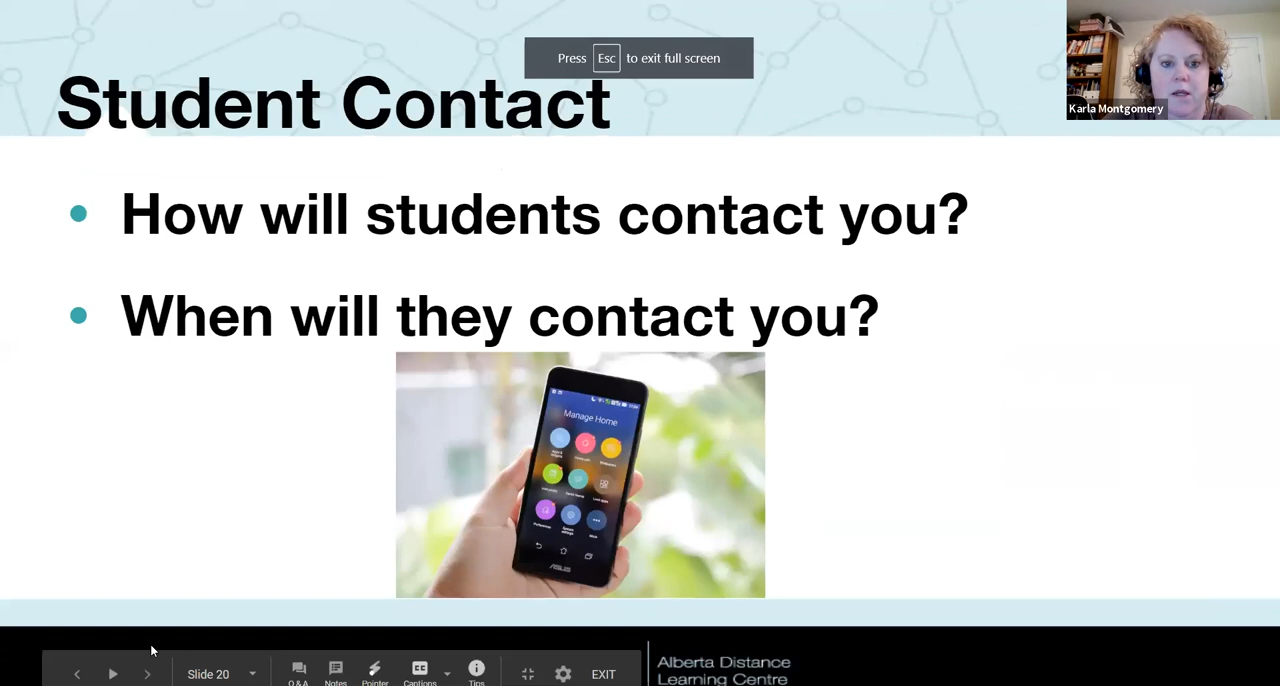 Press Esc to exit full screen
Student Contact
Karla Montgomery
How will students contact you?
When will they contact you?
Manage Home
ASUS
Slide 20
Q & A
Notes
Pointer
Captions
Tips
EXIT
Alberta Distance
Learning Centre